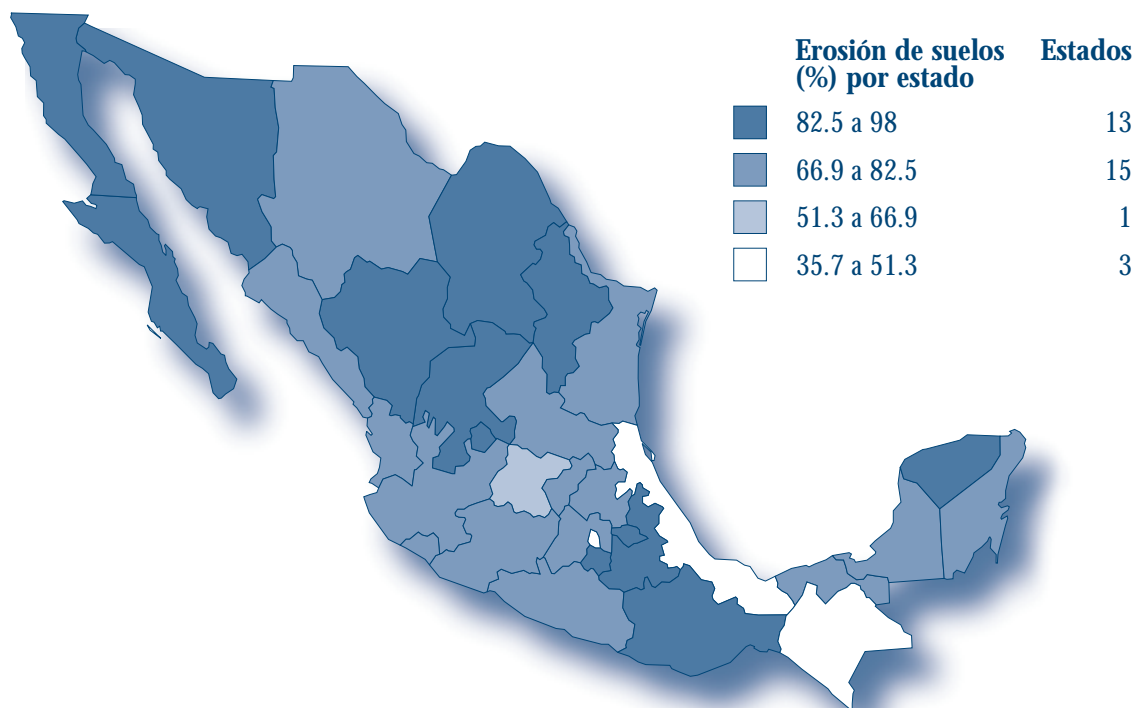 Erosión de suelos Estados
(%) por estado
82.5 a 98 13
66.9 a 82.5 15
51.3 a 66.9 1
35.7 a 51.3 3